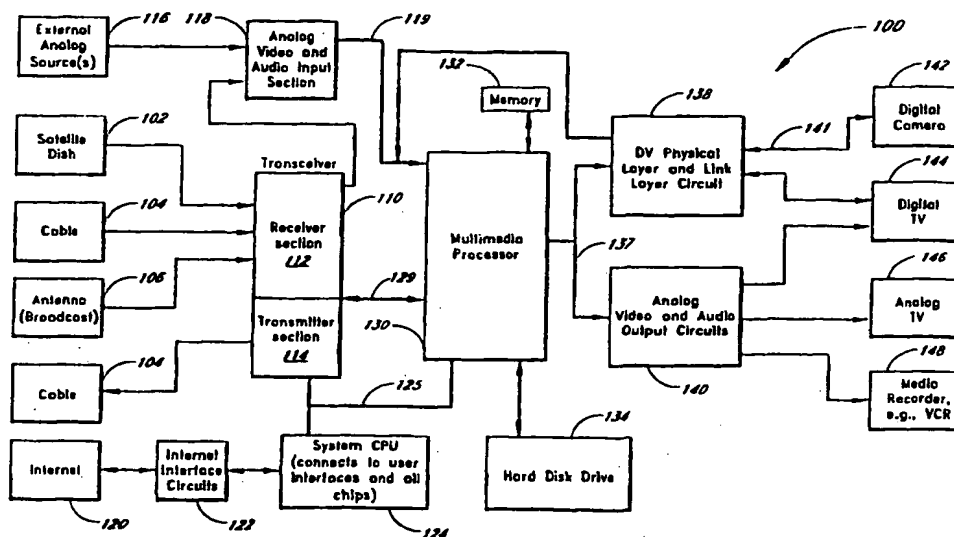 116
118
119
100
External
Analog
Source(s)
Analog
Video and
Audio Input
Section
132
Memory
138
142
Digital
Camera
102
Satellite
Dish
Transceiver
DV Physical
Layer and Link
Layer Circuit
141
144
Digital
TV
104
Cable
110
Receiver
section
112
Multimedia
Processor
137
106
Antenna
(Broadcast)
129
146
Analog
TV
Analog
Video and Audio
Output Circuits
Transmitter
section
114
130
104
Cable
125
140
148
Media
Recorder,
e.g., VCR
134
Hard Disk Drive
Internet
120
Internet
Interface
Circuits
122
System CPU
(connects to user
interfaces and all
chips)
124